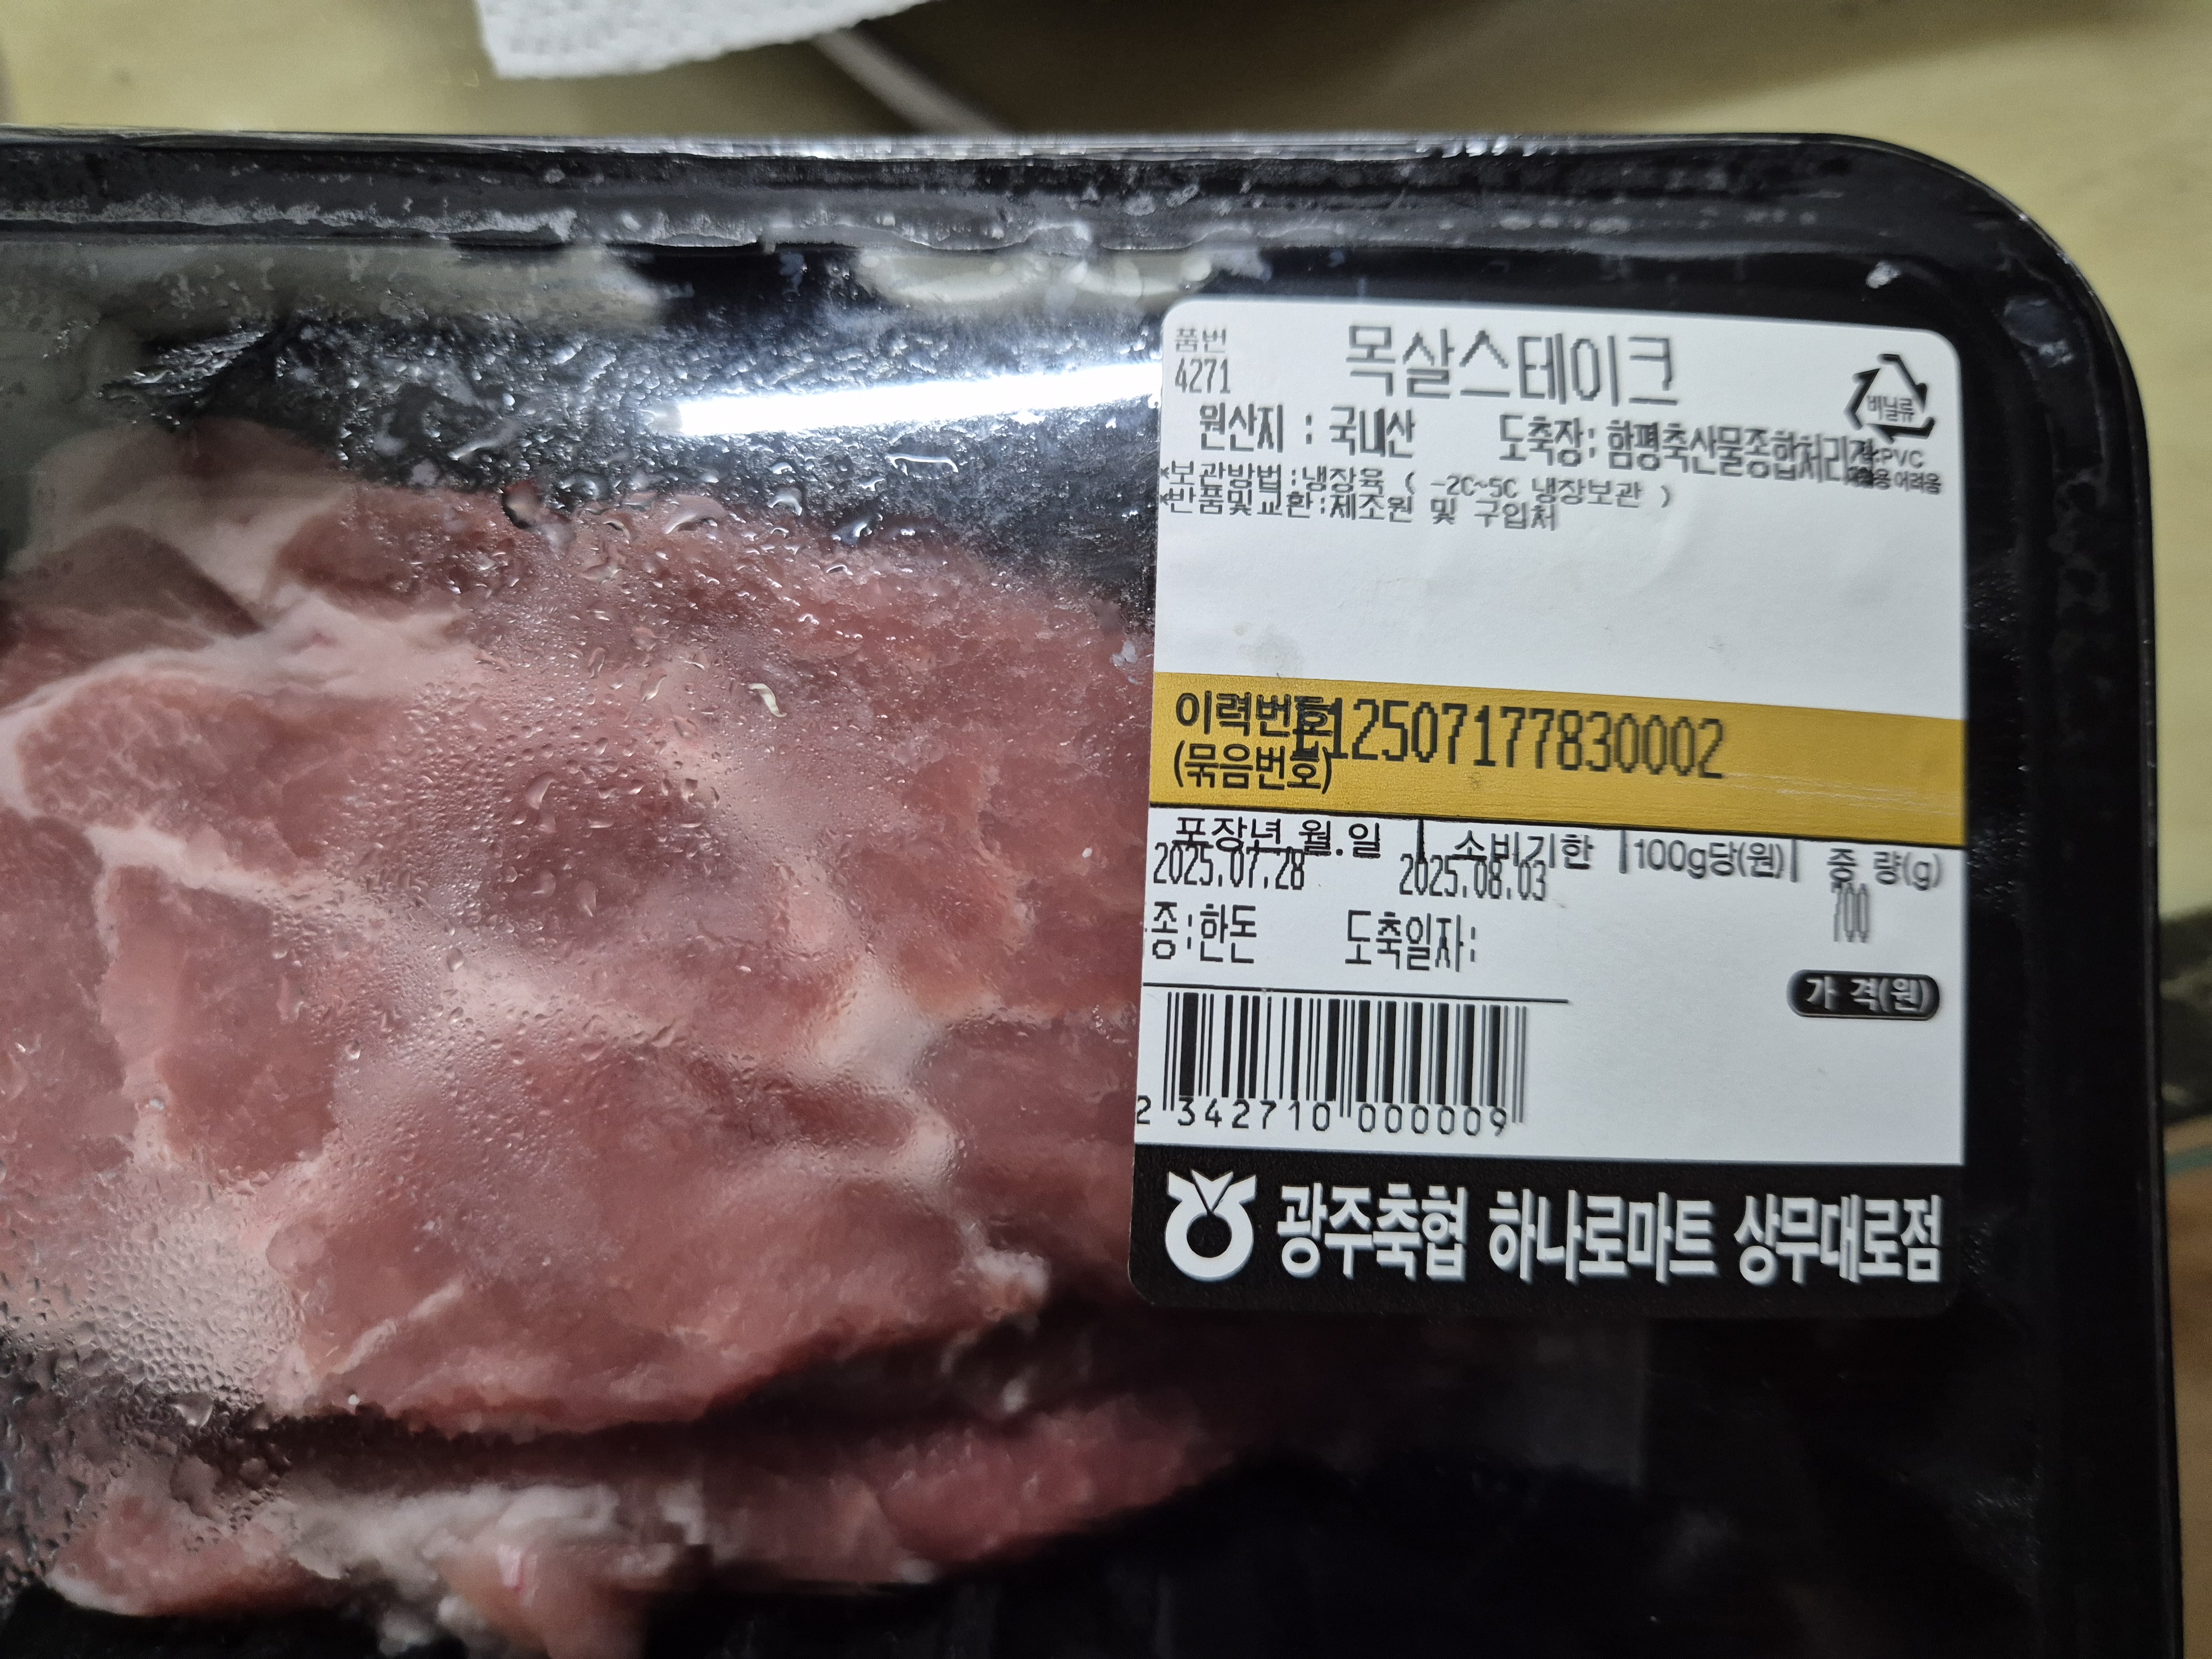 품번
4271
목살스테이크
비닐류
원산지 : 국내산 도축장: 함평축산물종합처리장
PVC
어려움
*보관방법:냉장육 ( -2C~5C 냉장보관 )
*반품및교환:제조원 및 구입처
이력번호 L12507177830002
(묶음번호)
포장년.월.일 소비기한 100g당(원) 중 량(g)
2025.07.28 2025.08.03 700
종:한돈 도축일자:
가 격(원)
2 342710 000009
광주축협 하나로마트 상무대로점